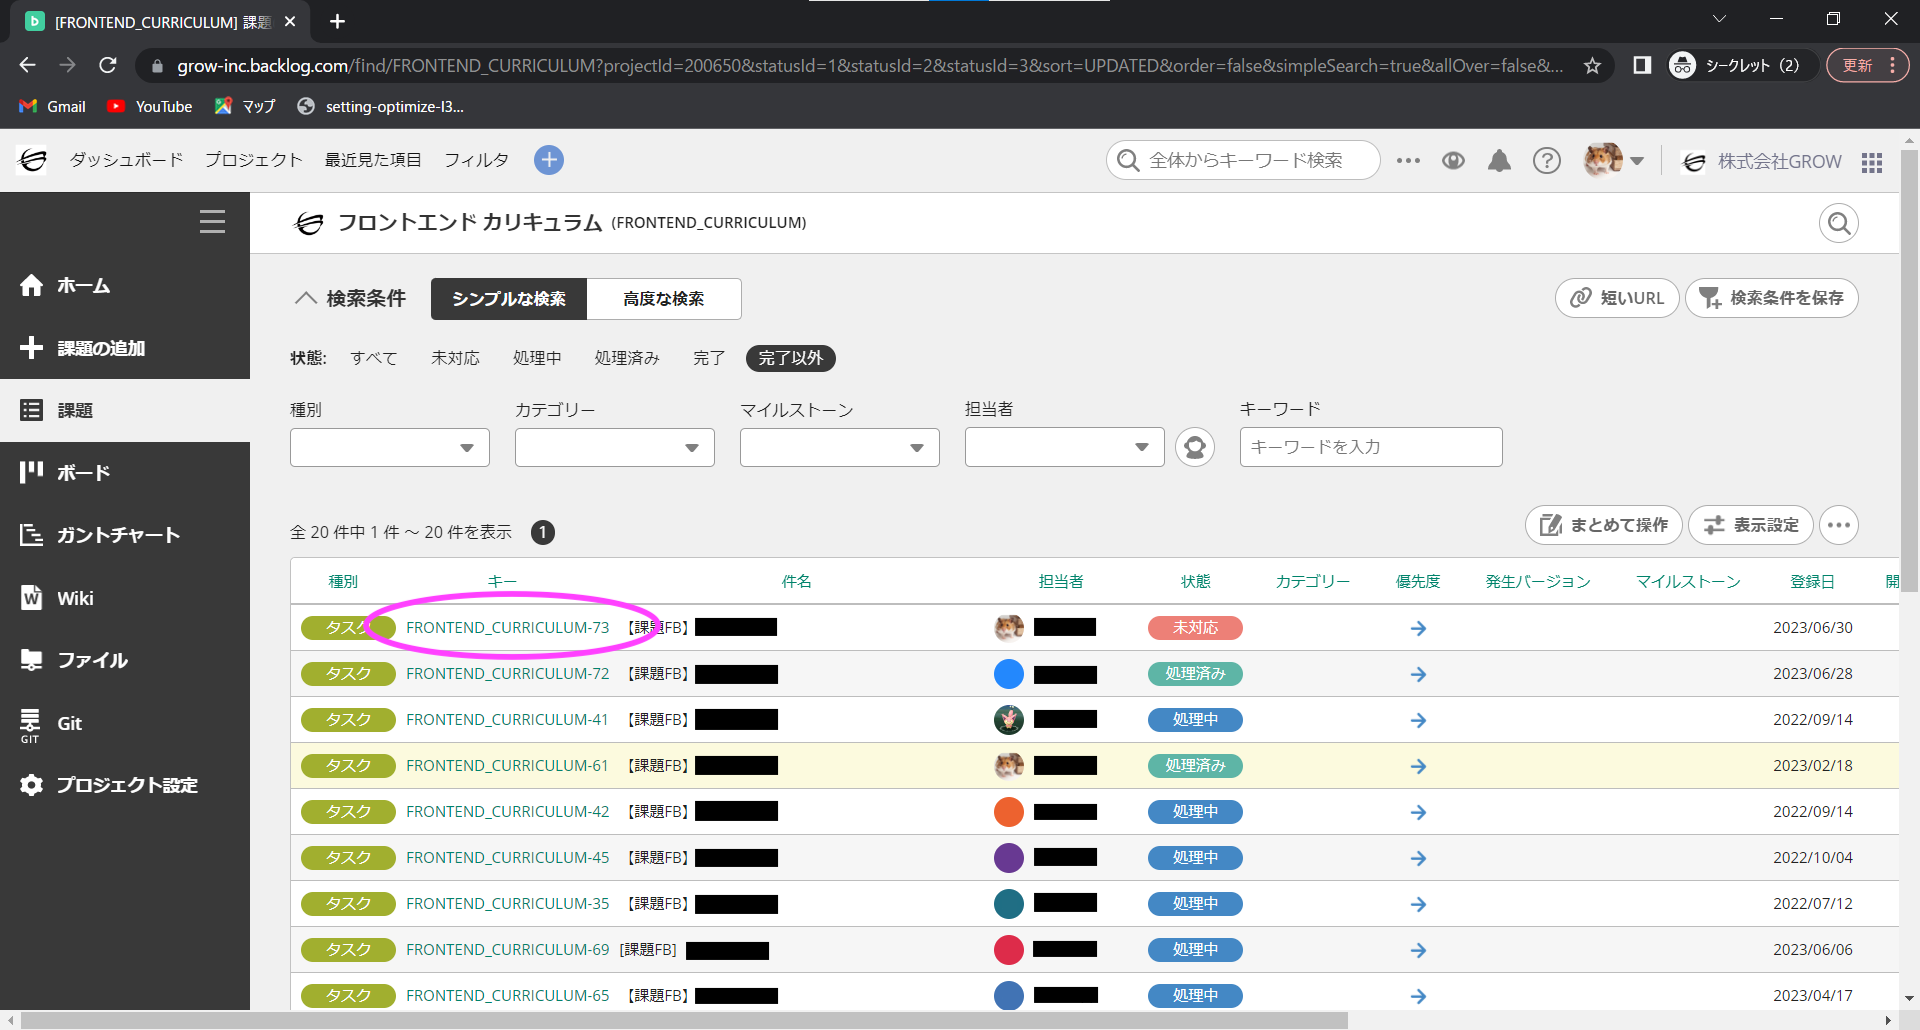 [FRONTEND_CURRICULUM] 課題
grow-inc.backlog.com/find/FRONTEND_CURRICULUM?projectId=200650&statusId=1&statusId=2&statusId=3&sort=UPDATED&order=false&simpleSearch=true&allOver=false&...
シークレット (2)
更新
Gmail YouTube マップ setting-optimize-l3...
ダッシュボード プロジェクト 最近見た項目 フィルタ
全体からキーワード検索
株式会社GROW
フロントエンド カリキュラム (FRONTEND_CURRICULUM)
ホーム
課題の追加
課題
ボード
ガントチャート
Wiki
ファイル
GIT Git
プロジェクト設定
検索条件 シンプルな検索 高度な検索 短いURL 検索条件を保存
状態: すべて 未対応 処理中 処理済み 完了 完了以外
種別 カテゴリー マイルストーン 担当者 キーワード
キーワードを入力
全 20 件中 1 件 ～ 20 件を表示 1 まとめて操作 表示設定
種別 キー 件名 担当者 状態 カテゴリー 優先度 発生バージョン マイルストーン 登録日 開
タスク FRONTEND_CURRICULUM-73 【課題FB】 未対応 2023/06/30
タスク FRONTEND_CURRICULUM-72 【課題FB】 処理済み 2023/06/28
タスク FRONTEND_CURRICULUM-41 【課題FB】 処理中 2022/09/14
タスク FRONTEND_CURRICULUM-61 【課題FB】 処理済み 2023/02/18
タスク FRONTEND_CURRICULUM-42 【課題FB】 処理中 2022/09/14
タスク FRONTEND_CURRICULUM-45 【課題FB】 処理中 2022/10/04
タスク FRONTEND_CURRICULUM-35 【課題FB】 処理中 2022/07/12
タスク FRONTEND_CURRICULUM-69 [課題FB] 処理中 2023/06/06
タスク FRONTEND_CURRICULUM-65 【課題FB】 処理中 2023/04/17